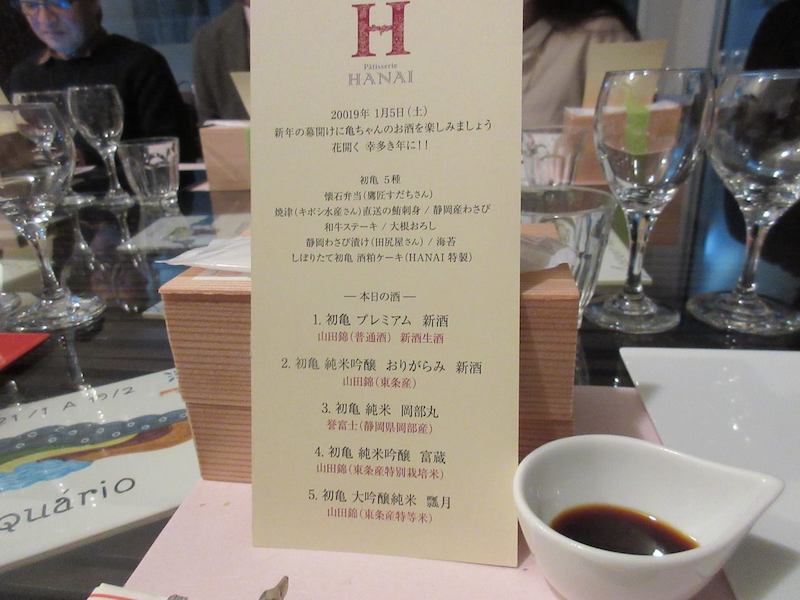 H
Pâtisserie
HANAI
20019年 1月5日(土)
新年の幕開けに亀ちゃんのお酒を楽しみましょう
花開く 幸多き年に!!
初亀 5種
懐石弁当(鷹匠すだちさん)
焼津(キボシ水産さん)直送の鮪刺身 / 静岡産わさび
和牛ステーキ / 大根おろし
静岡わさび漬け(田尻屋さん) / 海苔
しぼりたて初亀 酒粕ケーキ(HANAI 特製)
― 本日の酒 ―
1. 初亀 プレミアム 新酒
山田錦(普通酒) 新酒生酒
2. 初亀 純米吟醸 おりがらみ 新酒
山田錦(東条産)
3. 初亀 純米 岡部丸
誉富士(静岡県岡部産)
4. 初亀 純米吟醸 富蔵
山田錦(東条産特別栽培米)
5. 初亀 大吟醸純米 瓢月
山田錦(東条産特等米)
21/1 A 19/2
quário